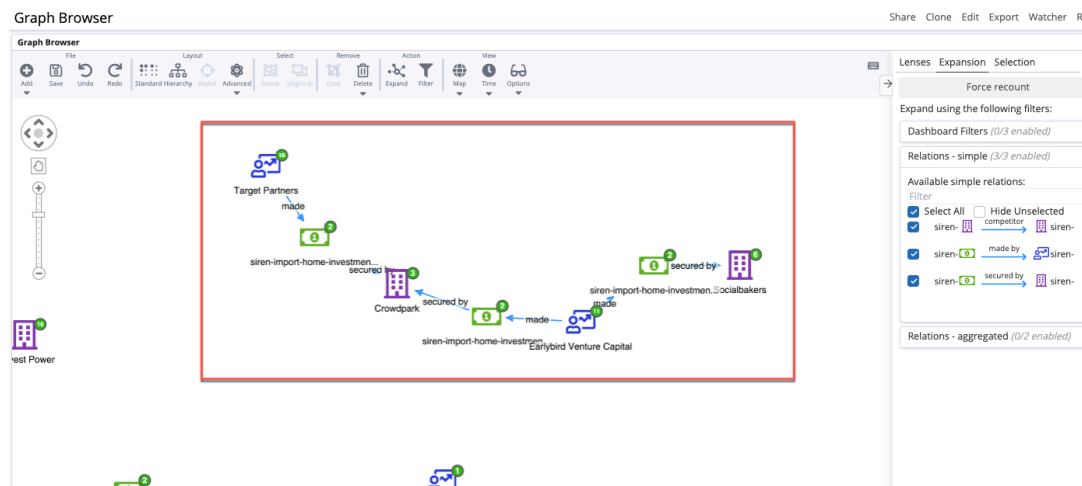 Graph Browser
Share Clone Edit Export Watcher R
Graph Browser
File Layout Select Remove Action View
Add Save Undo Redo Standard Hierarchy Radial Advanced Group Ungroup Crop Delete Expand Filter Map Time Options
Lenses Expansion Selection
Force recount
Expand using the following filters:
Dashboard Filters (0/3 enabled)
Relations - simple (3/3 enabled)
Available simple relations:
Filter
Select All Hide Unselected
siren- competitor siren-
siren- made by siren-
siren- secured by siren-
Relations - aggregated (0/2 enabled)
16
Target Partners
made
2
siren-import-home-investmen...
secured by
3
Crowdpark
secured by
2
siren-import-home-investmen...
made
11
Earlybird Venture Capital
made
2
siren-import-home-investmen...
secured by
6
Socialbakers
16
vest Power
2
1